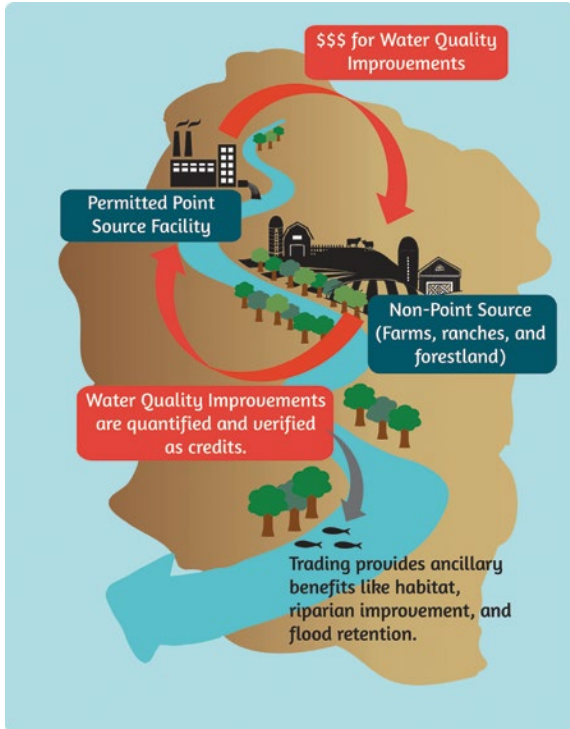 $$$ for Water Quality
Improvements
Permitted Point
Source Facility
Non-Point Source
(Farms, ranches, and
forestland)
Water Quality Improvements
are quantified and verified
as credits.
Trading provides ancillary
benefits like habitat,
riparian improvement, and
flood retention.